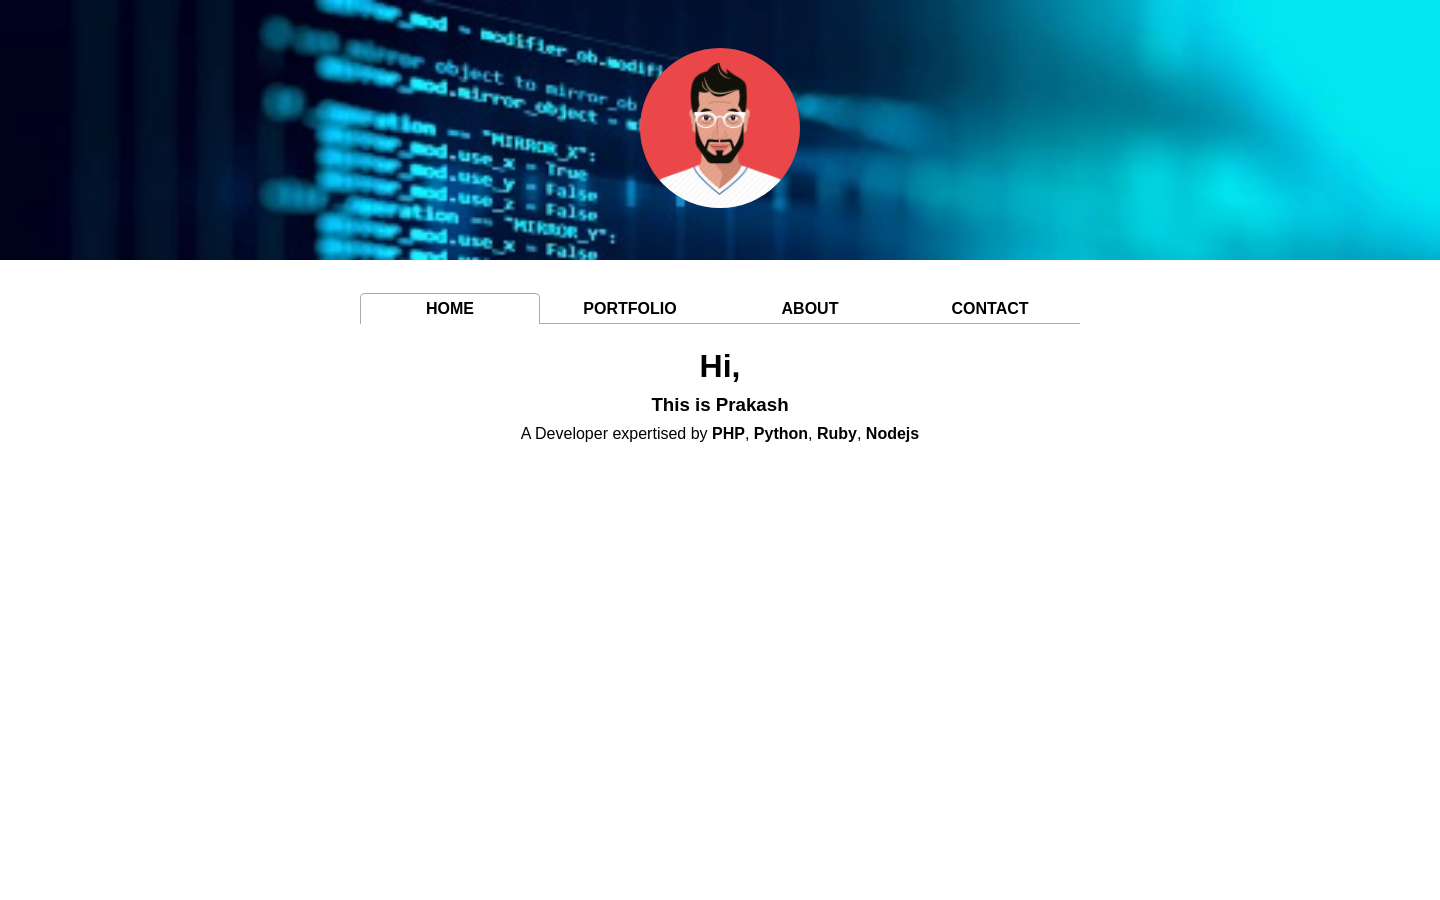 mirror_mod = modifier_ob.modifi
mirror object to mirror_ob
mirror_mod.mirror_object =
operation == "MIRROR_X":
mirror_mod.use_x = True
mirror_mod.use_y = False
mirror_mod.use_z = False
operation == "MIRROR_Y":
mirror_mod.use_x = False
HOME
PORTFOLIO
ABOUT
CONTACT
Hi,
This is Prakash
A Developer expertised by PHP, Python, Ruby, Nodejs